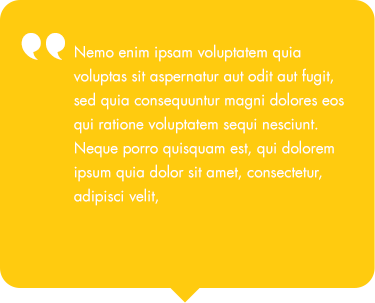 Nemo enim ipsam voluptatem quia
voluptas sit aspernatur aut odit aut fugit,
sed quia consequuntur magni dolores eos
qui ratione voluptatem sequi nesciunt.
Neque porro quisquam est, qui dolorem
ipsum quia dolor sit amet, consectetur,
adipisci velit,